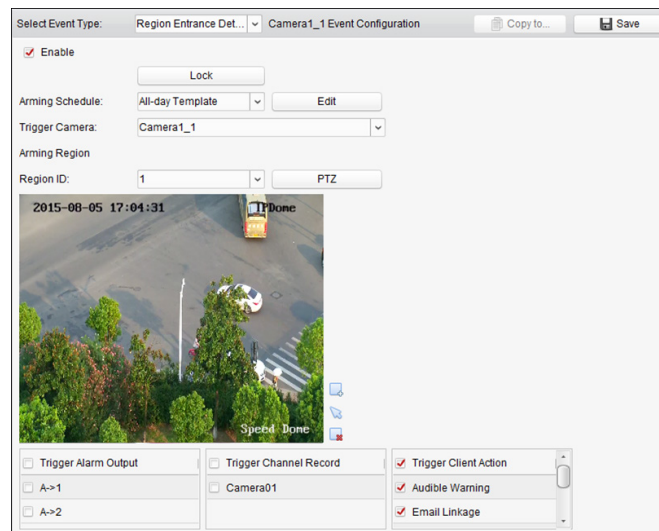 Select Event Type: Region Entrance Det... Camera1_1 Event Configuration Copy to... Save
Enable
Lock
Arming Schedule: All-day Template Edit
Trigger Camera: Camera1_1
Arming Region
Region ID: 1 PTZ
2015-08-05 17:04:31 IPDome
Speed Dome
Trigger Alarm Output Trigger Channel Record Trigger Client Action
A->1 Camera01 Audible Warning
A->2 Email Linkage